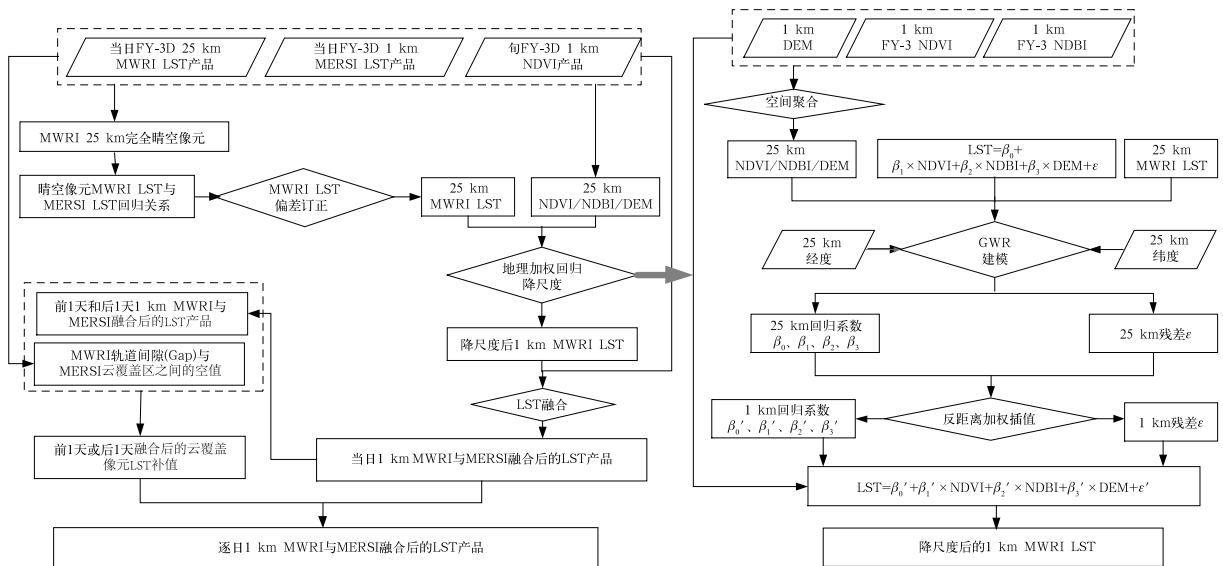 当日FY-3D 25 km
MWRI LST产品
当日FY-3D 1 km
MERSI LST产品
旬FY-3D 1 km
NDVI产品
MWRI 25 km完全晴空像元
晴空像元MWRI LST与
MERSI LST回归关系
MWRI LST
偏差订正
25 km
MWRI LST
25 km
NDVI/NDBI/DEM
地理加权回归
降尺度
前1天和后1天1 km MWRI与
MERSI融合后的LST产品
MWRI轨道间隙(Gap)与
MERSI云覆盖区之间的空值
降尺度后1 km MWRI LST
LST融合
前1天或后1天融合后的云覆盖
像元LST补值
当日1 km MWRI与MERSI融合后的LST产品
逐日1 km MWRI与MERSI融合后的LST产品
1 km
DEM
1 km
FY-3 NDVI
1 km
FY-3 NDBI
空间聚合
25 km
NDVI/NDBI/DEM
LST=β₀+
β₁×NDVI+β₂×NDBI+β₃×DEM+ε
25 km
MWRI LST
25 km
经度
GWR
建模
25 km
纬度
25 km回归系数
β₀、β₁、β₂、β₃
25 km残差ε
1 km回归系数
β₀′、β₁′、β₂′、β₃′
反距离加权插值
1 km残差ε
LST=β₀′+β₁′×NDVI+β₂′×NDBI+β₃′×DEM+ε′
降尺度后的1 km MWRI LST